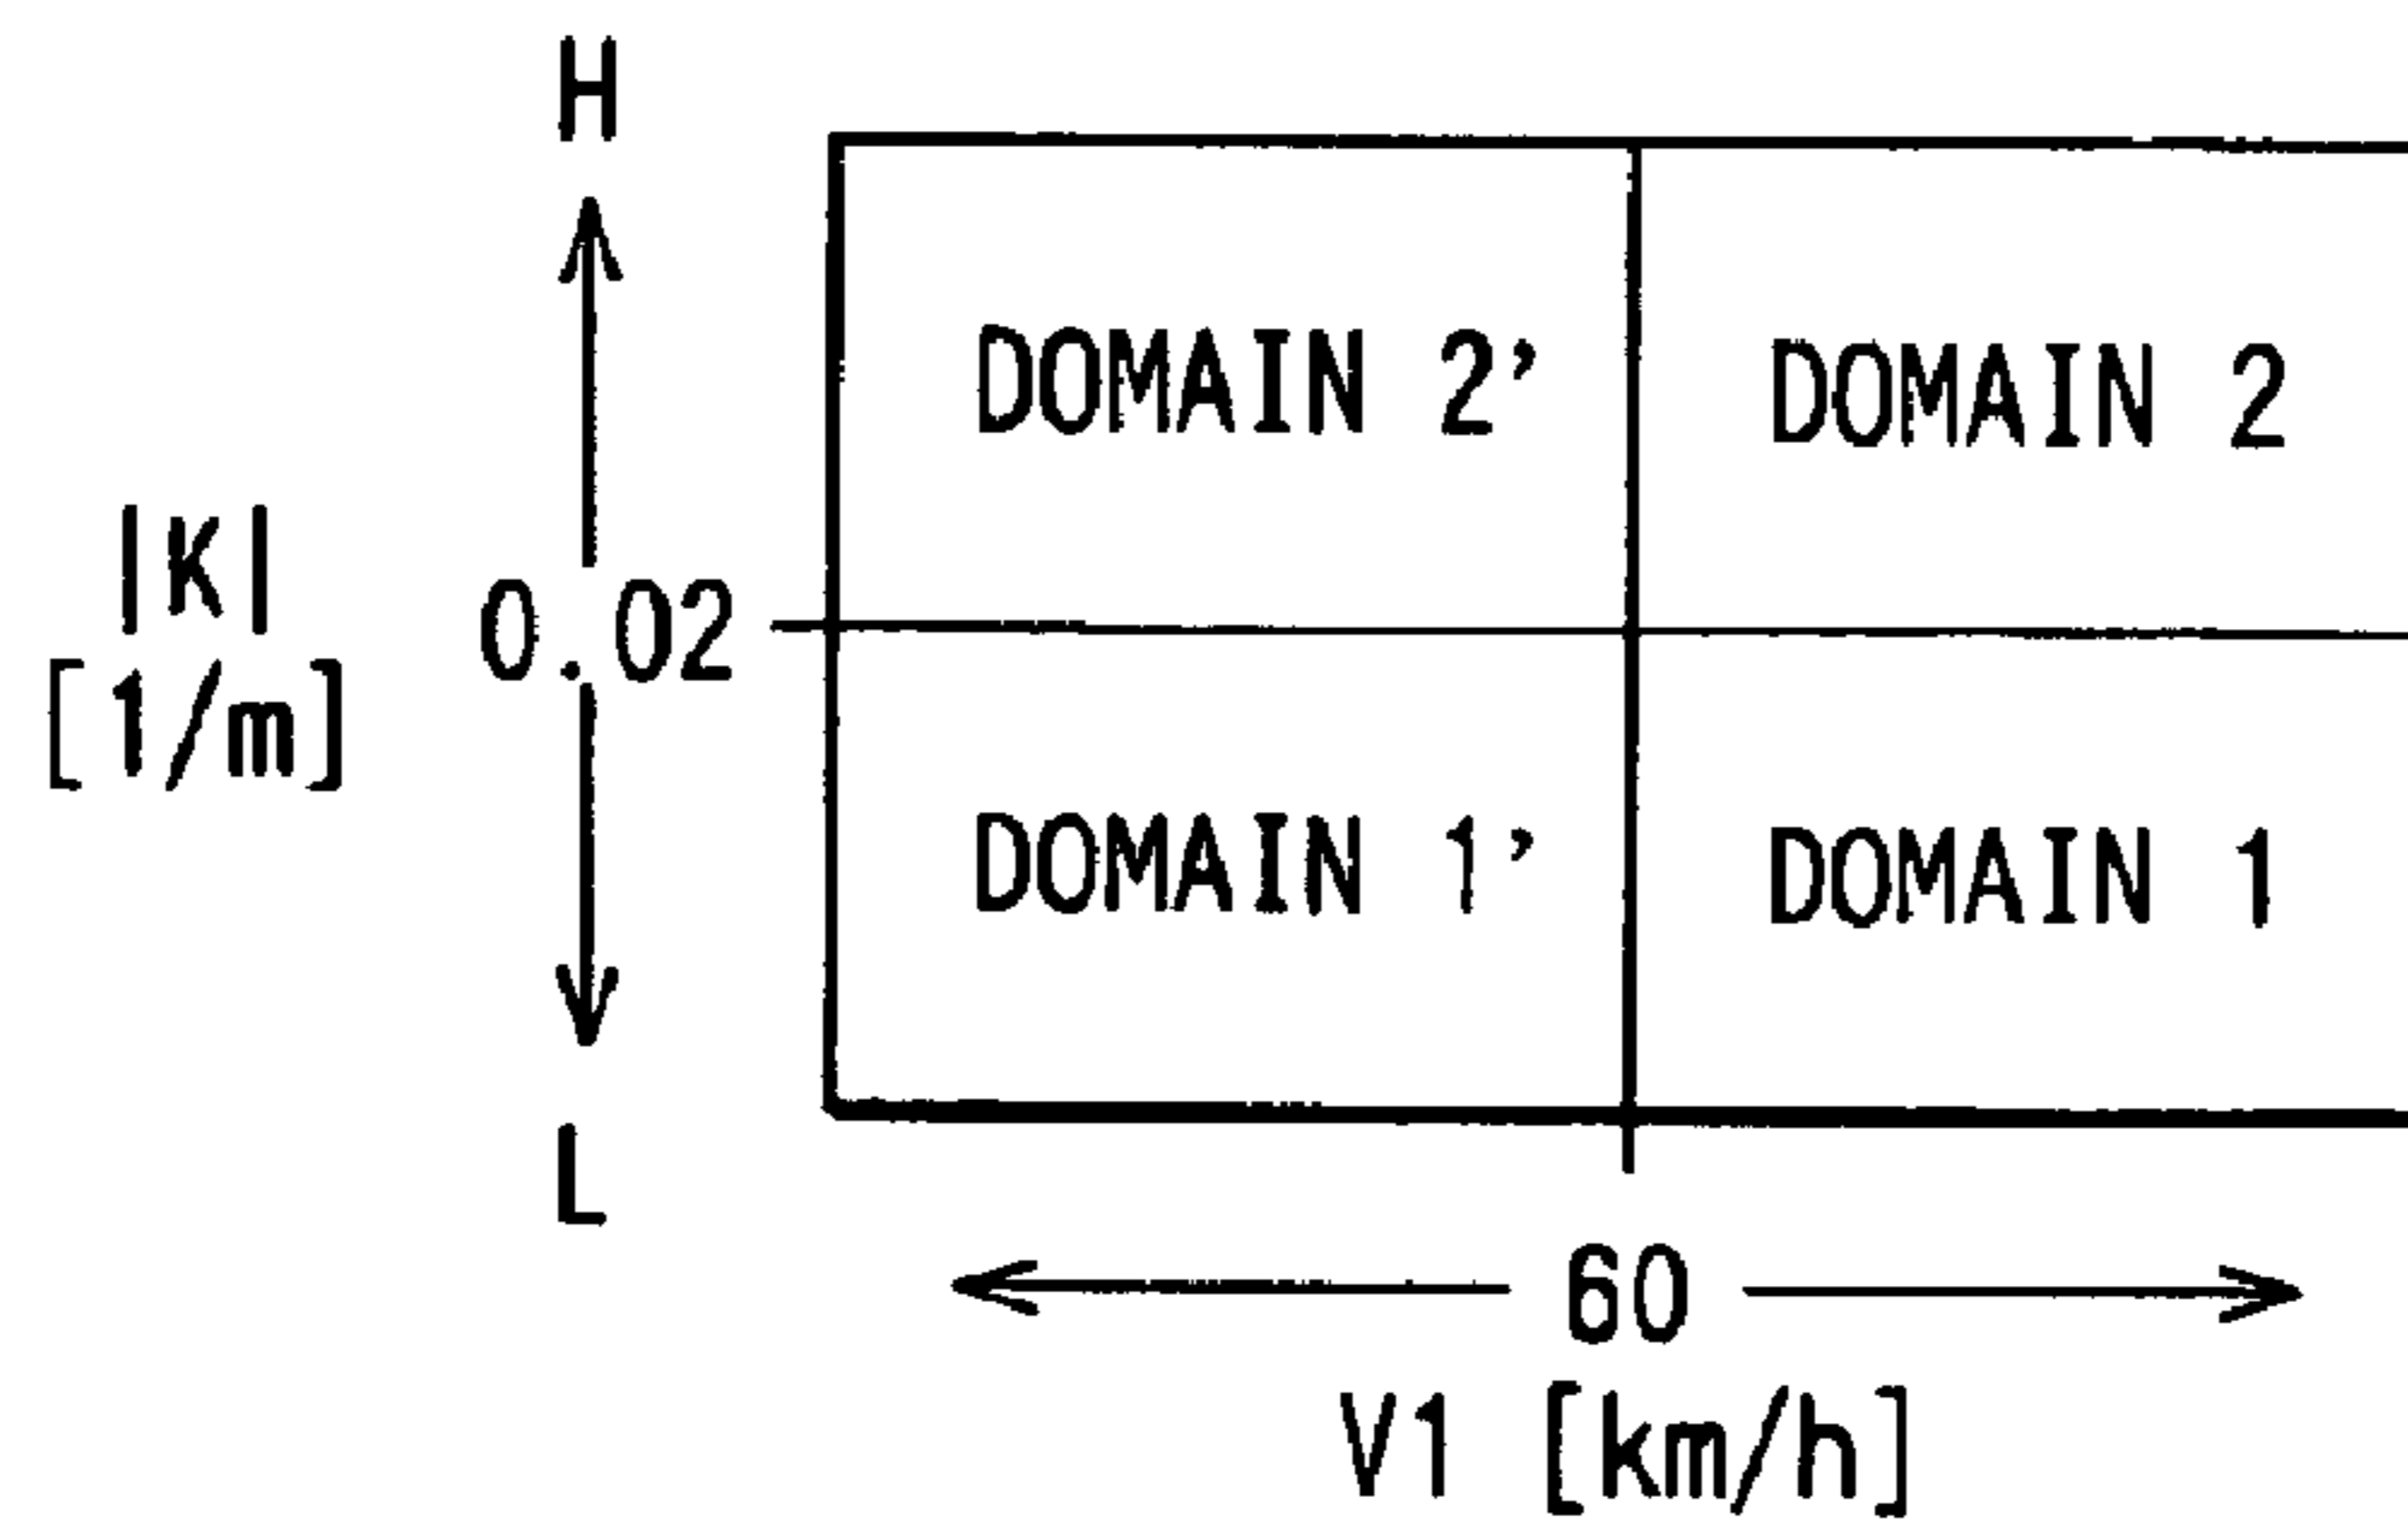 H
DOMAIN 2’ DOMAIN 2
|K|
0.02
[1/m]
DOMAIN 1’ DOMAIN 1
L
60
V1 [km/h]